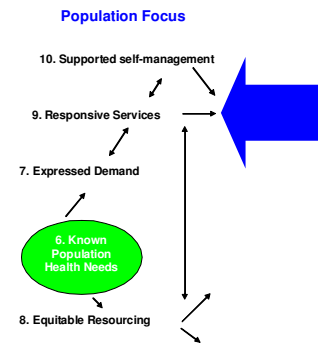 Population Focus
10. Supported self-management
9. Responsive Services
7. Expressed Demand
6. Known
Population
Health Needs
8. Equitable Resourcing